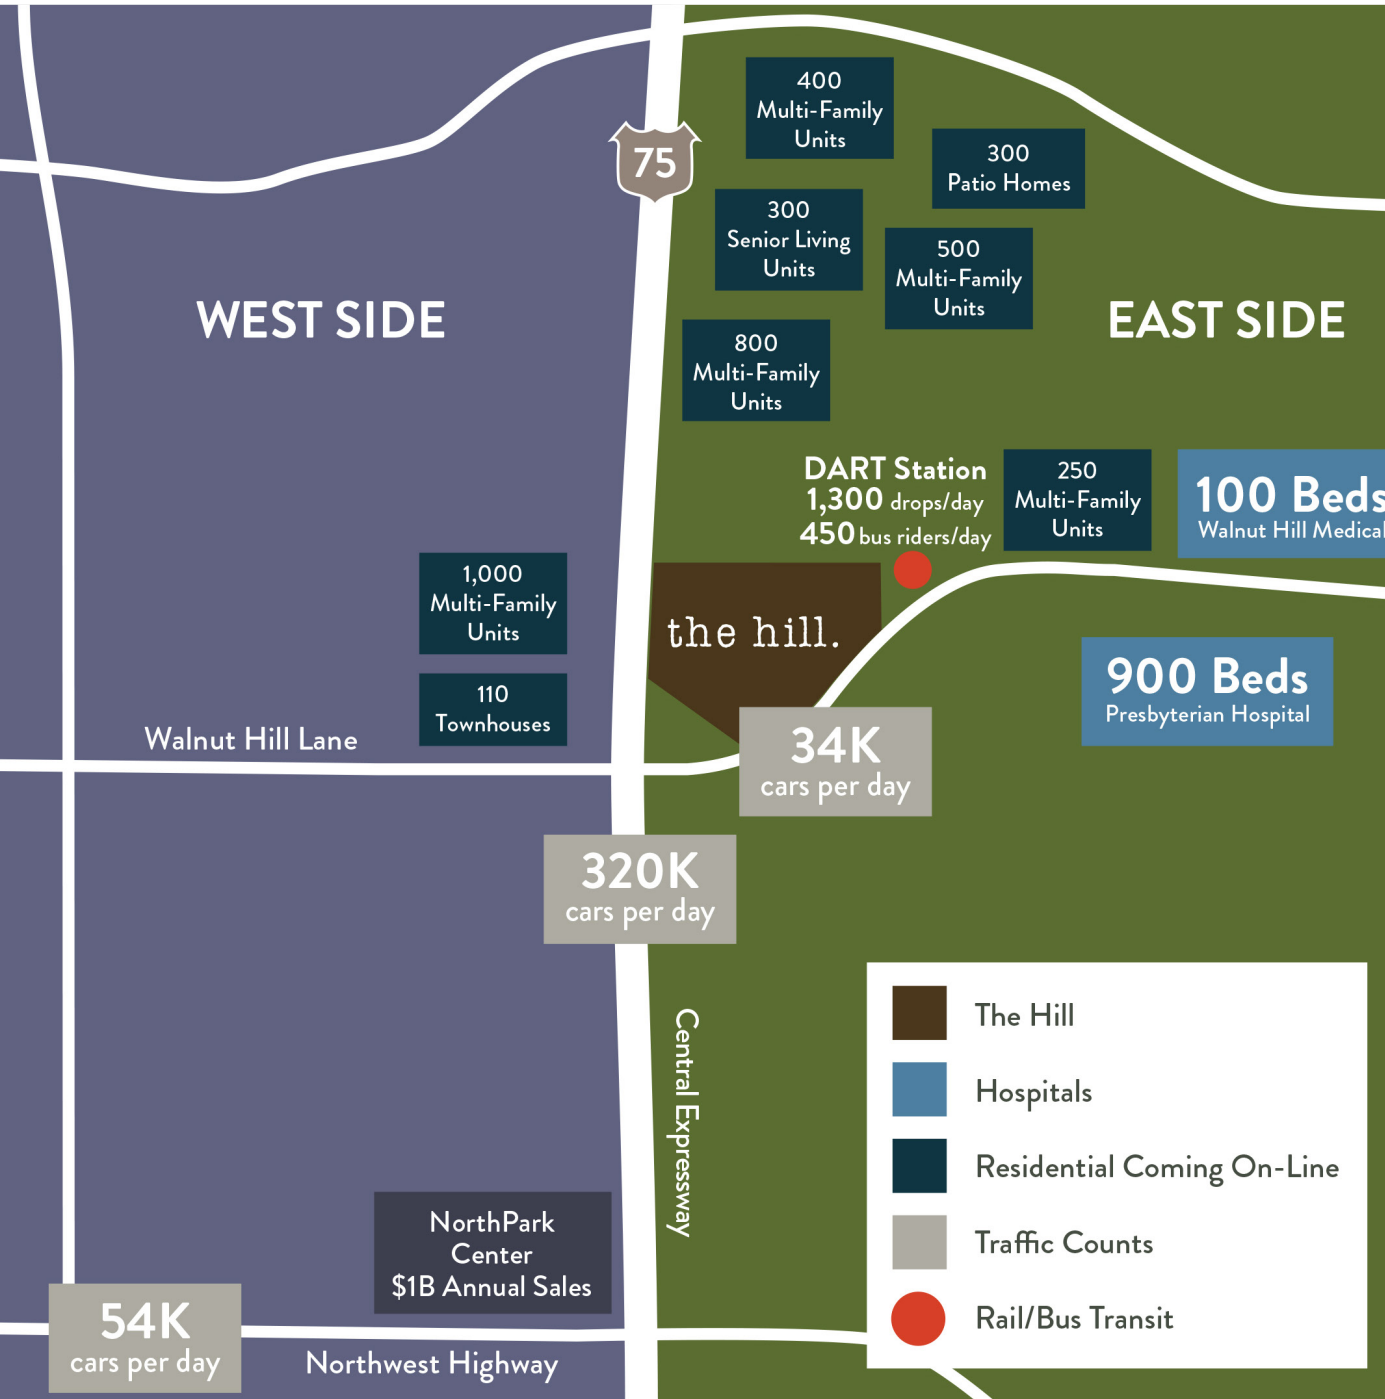 400
Multi-Family
Units
300
Patio Homes
75
300
Senior Living
Units
500
Multi-Family
Units
WEST SIDE
EAST SIDE
800
Multi-Family
Units
DART Station
1,300 drops/day
450 bus riders/day
250
Multi-Family
Units
100 Beds
Walnut Hill Medical
1,000
Multi-Family
Units
the hill.
110
Townhouses
900 Beds
Presbyterian Hospital
Walnut Hill Lane
34K
cars per day
320K
cars per day
Central Expressway
The Hill
Hospitals
Residential Coming On-Line
Traffic Counts
Rail/Bus Transit
NorthPark
Center
$1B Annual Sales
54K
cars per day
Northwest Highway